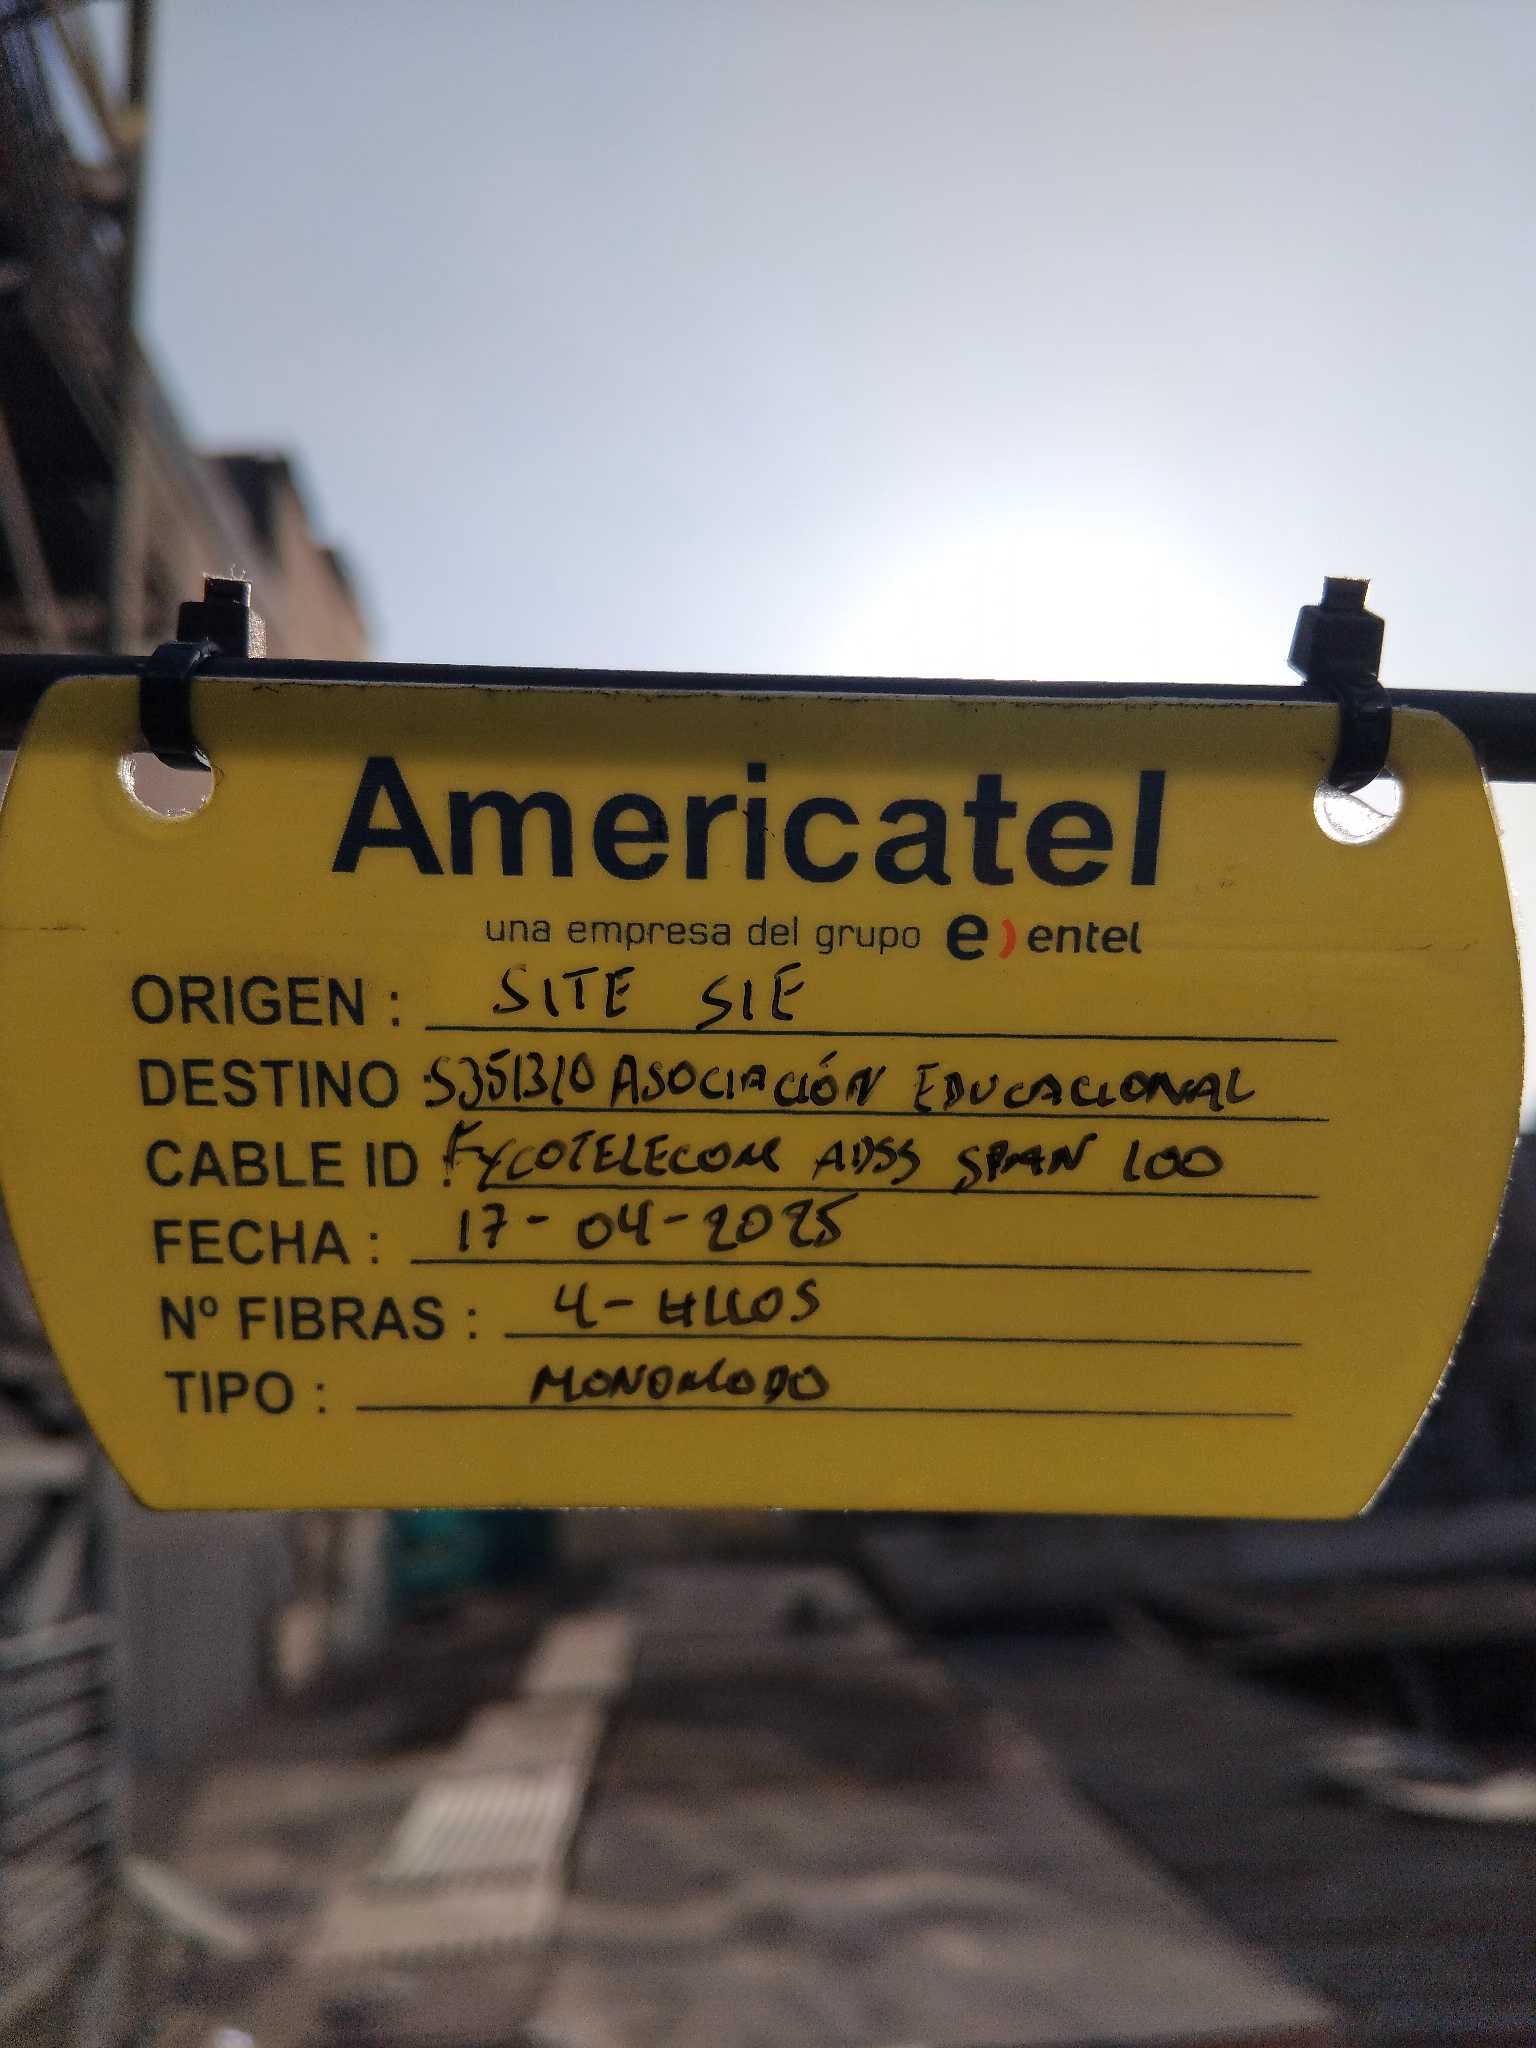 Americatel
una empresa del grupo e) entel
ORIGEN : SITE SIE
DESTINO : S351310 ASOCIACIÓN EDUCACIONAL
CABLE ID : FYCOTELECOM ADSS SPAN 100
FECHA : 17-04-2025
Nº FIBRAS : 4-HILOS
TIPO : MONOMODO